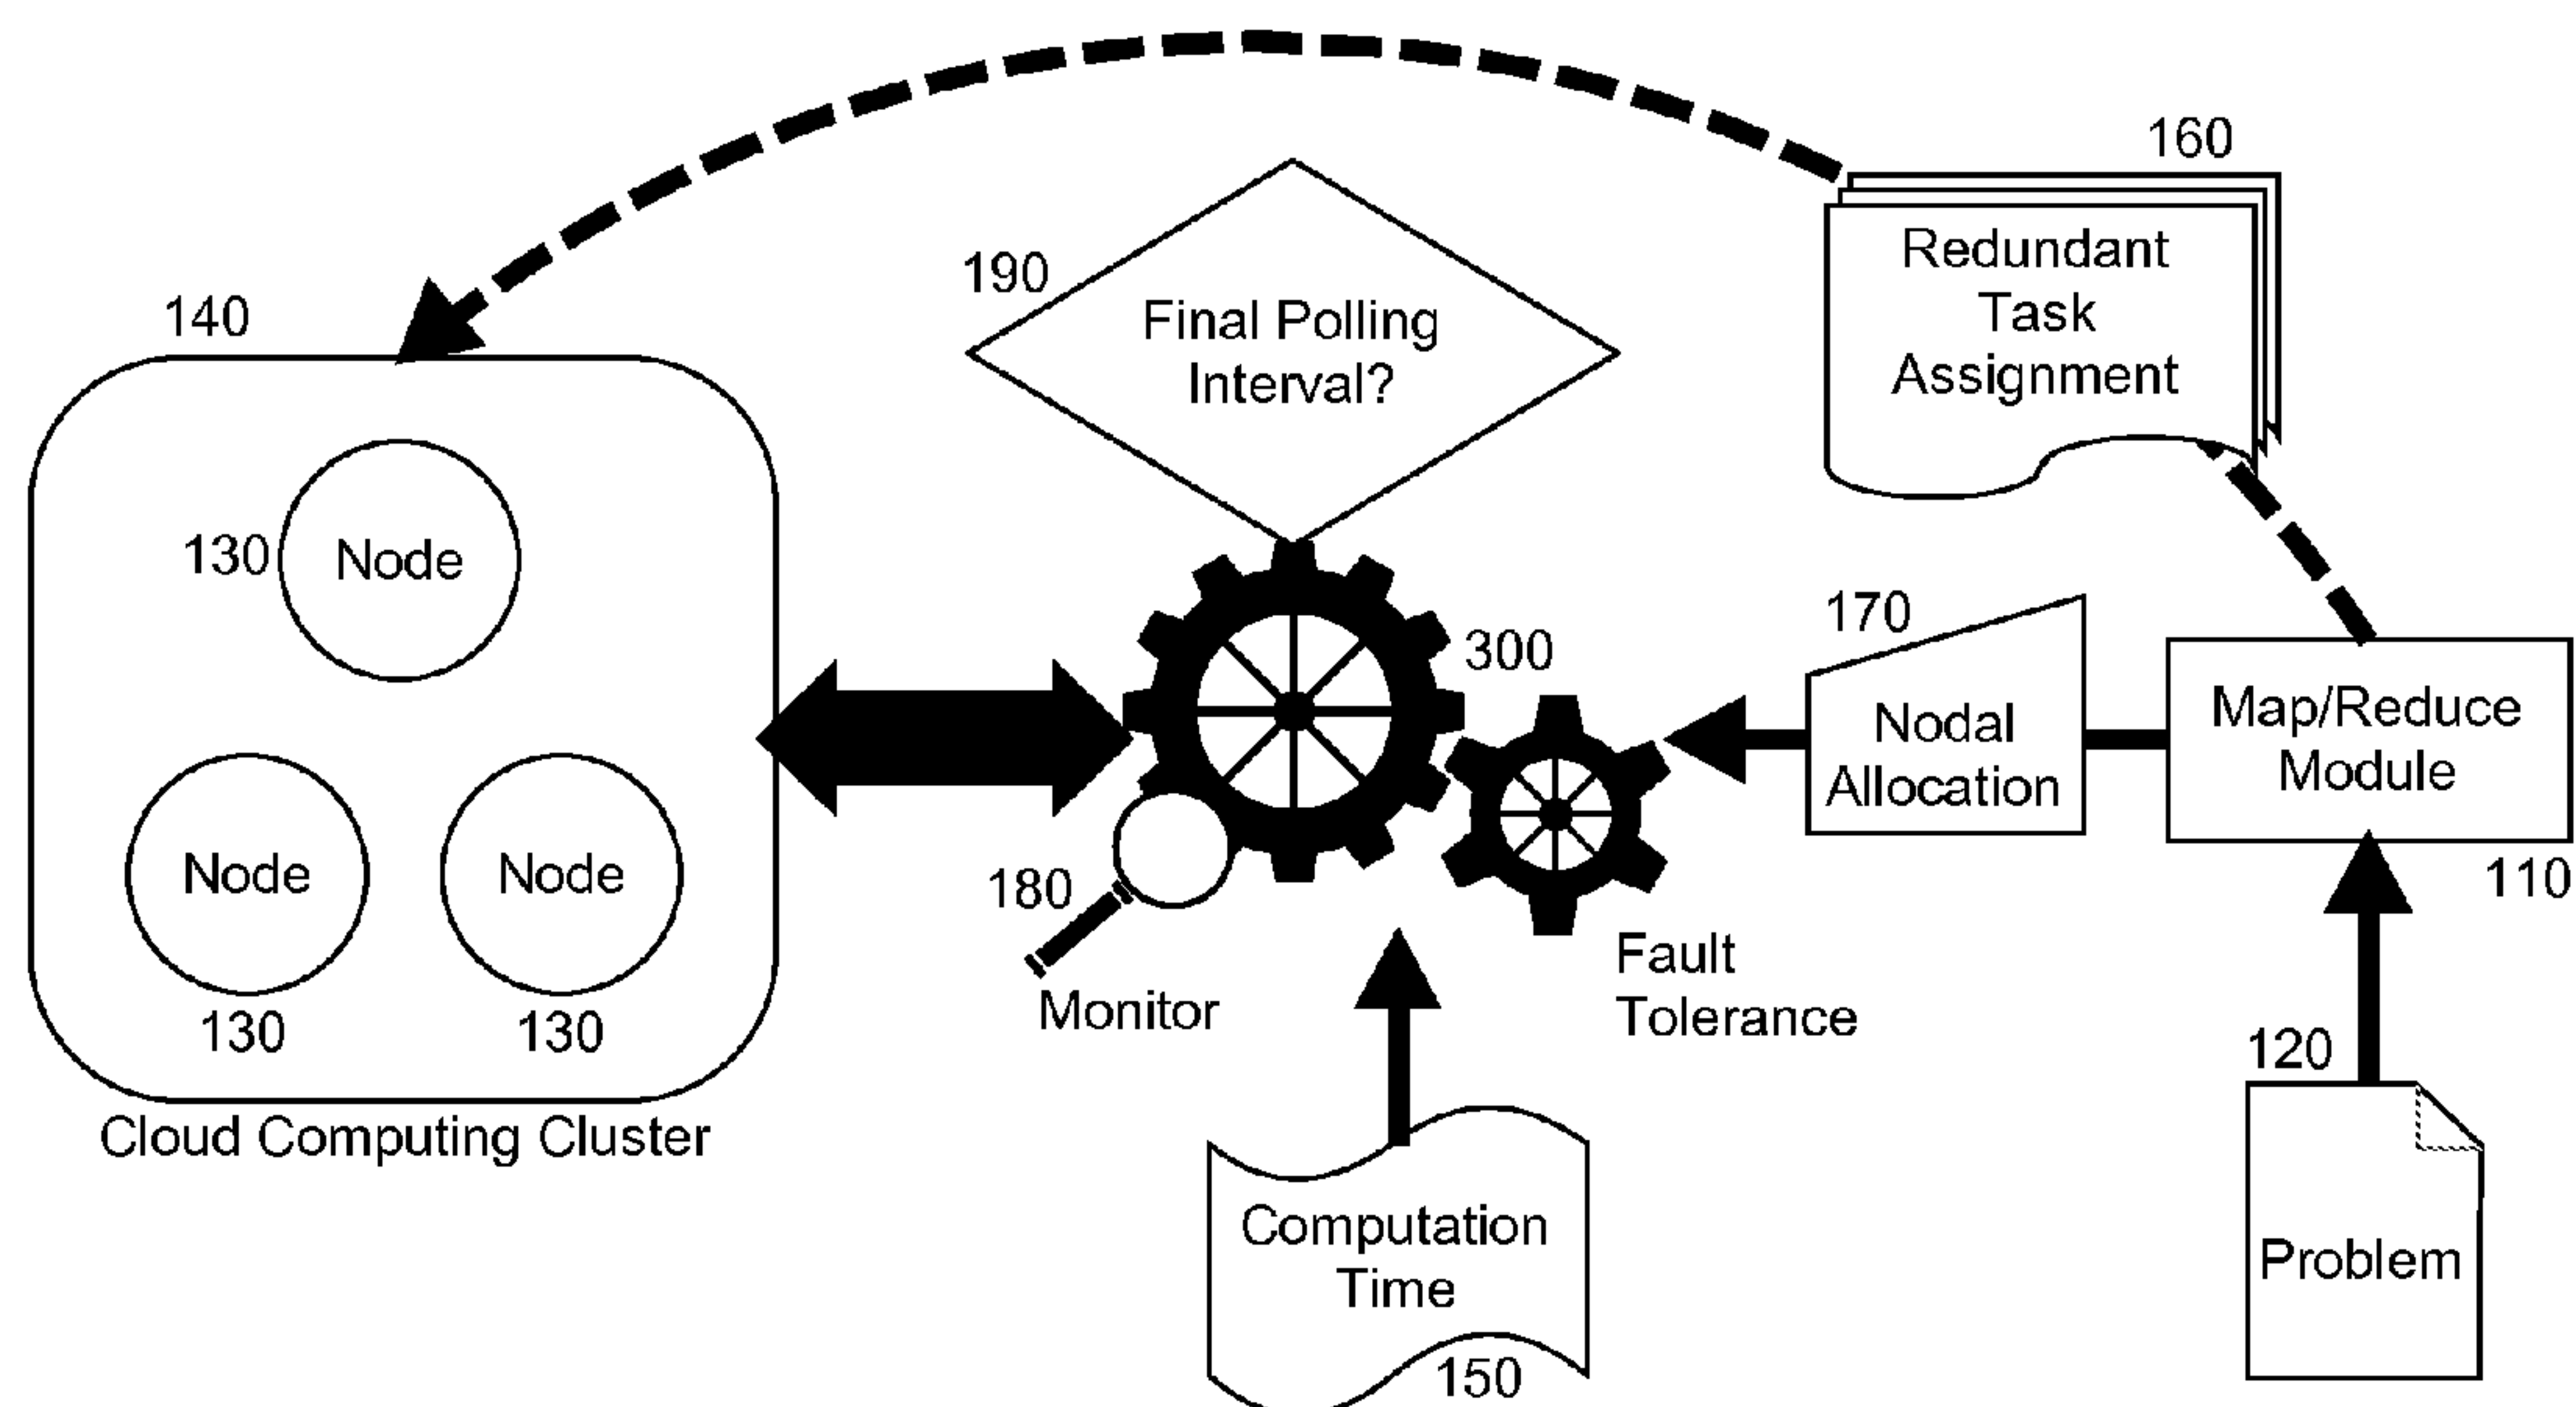 160
Redundant
Task
Assignment
190
Final Polling
Interval?
140
130
Node
Node
Node
130
130
Cloud Computing Cluster
300
180
Monitor
Fault
Tolerance
170
Nodal
Allocation
Map/Reduce
Module
110
120
Problem
Computation
Time
150